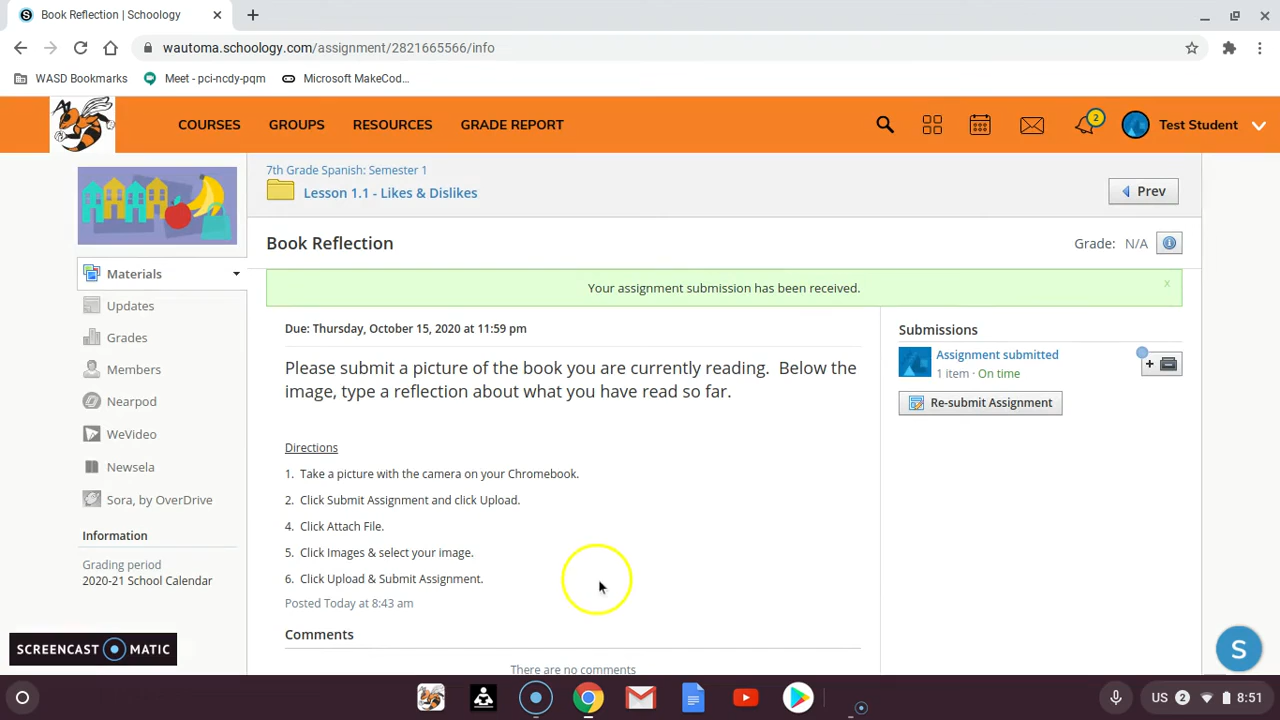 Book Reflection | Schoology
wautoma.schoology.com/assignment/2821665566/info
WASD Bookmarks Meet - pci-ncdy-pqm Microsoft MakeCod...
COURSES GROUPS RESOURCES GRADE REPORT 2 Test Student
7th Grade Spanish: Semester 1
Lesson 1.1 - Likes & Dislikes
Prev
Book Reflection
Grade: N/A
Your assignment submission has been received. x
Materials
Updates
Grades
Members
Nearpod
WeVideo
Newsela
Sora, by OverDrive
Information
Grading period
2020-21 School Calendar
Due: Thursday, October 15, 2020 at 11:59 pm
Please submit a picture of the book you are currently reading. Below the
image, type a reflection about what you have read so far.
Directions
1. Take a picture with the camera on your Chromebook.
2. Click Submit Assignment and click Upload.
4. Click Attach File.
5. Click Images & select your image.
6. Click Upload & Submit Assignment.
Posted Today at 8:43 am
Comments
There are no comments
Submissions
Assignment submitted
1 item · On time
Re-submit Assignment
SCREENCAST MATIC
S
US 2 8:51